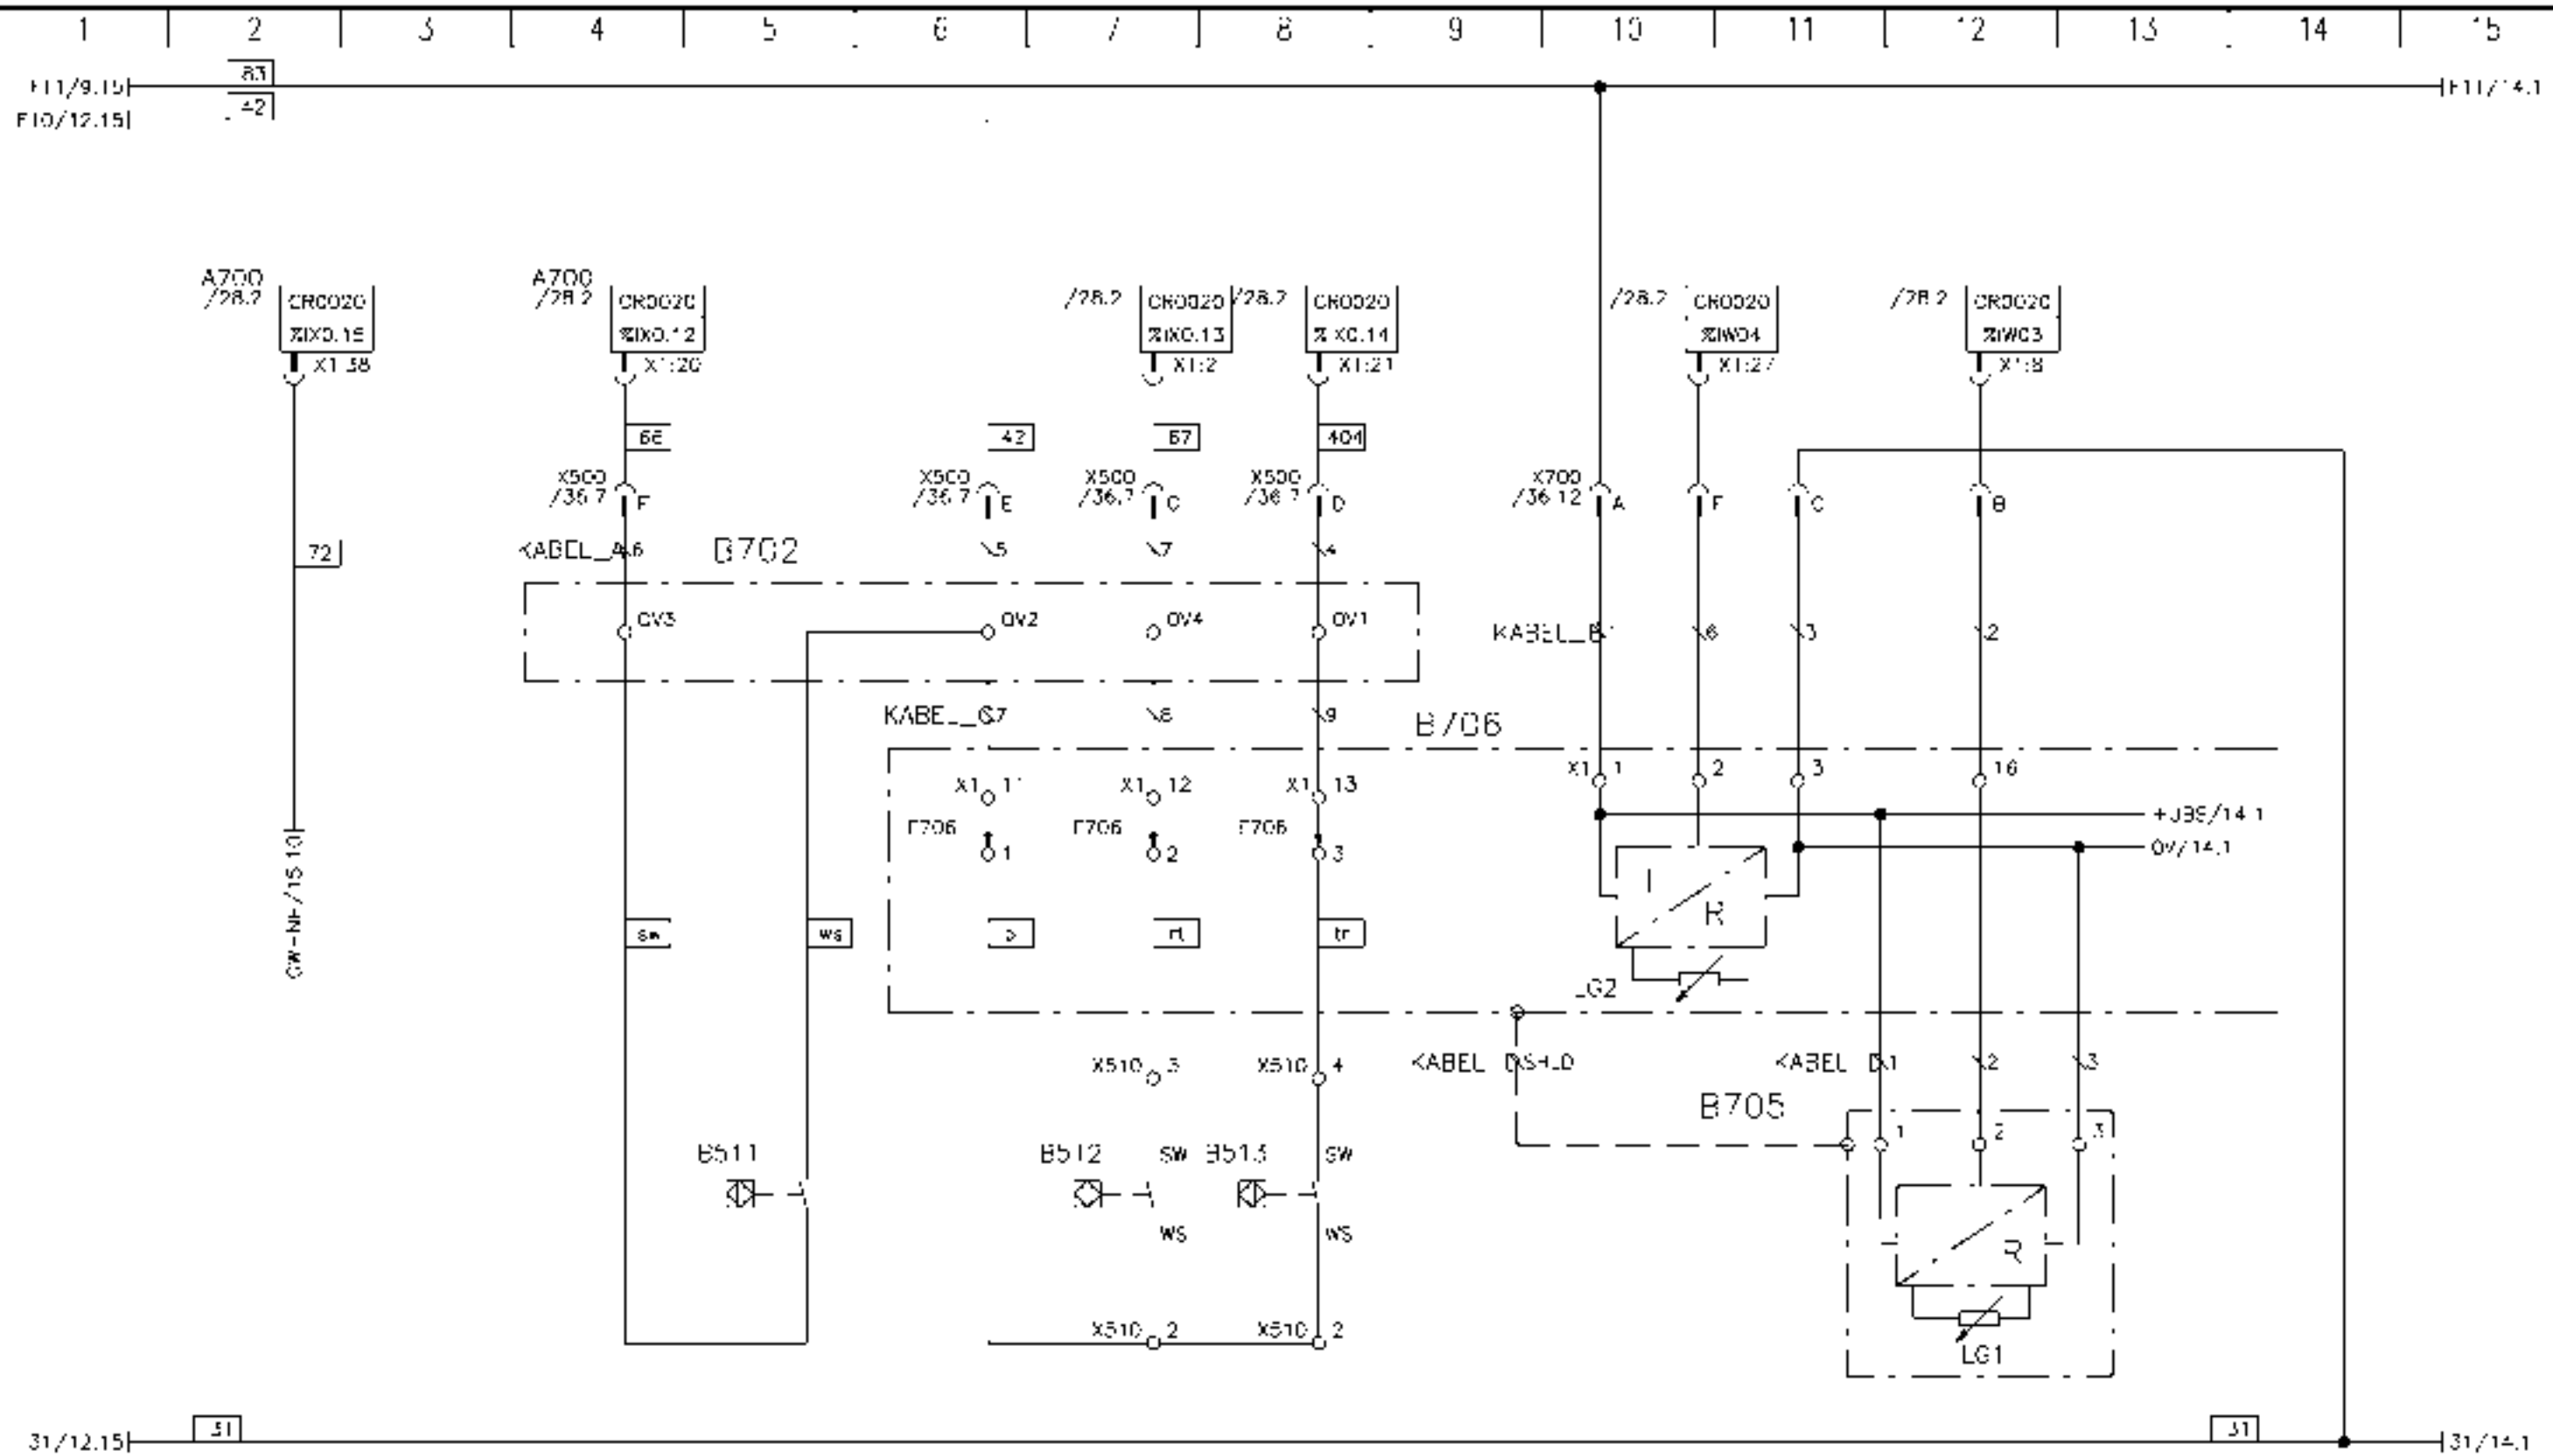 1 2 3 4 5 6 7 8 9 10 11 12 13 14 15
83
F11/9.15 F11/14.1
42
F10/12.15
A700 A700
/28.2 CR0020 /28.2 CR0020 /28.2 CR0020 /28.2 CR0020 /28.2 CR0020 /28.2 CR0020
%IX0.15 %IX0.12 %IX0.13 % X0.14 %IW04 %IW03
X1:38 X1:20 X1:2 X1:21 X1:27 X1:8
66 42 67 404
X500 X500 X500 X500 X700
/36.7 F /36.7 E /36.7 C /36.7 D /36.12 A F C B
72 KABEL_A 6 B702 5 7 4
OV3 OV2 OV4 OV1 KABEL_B 6 3 2
KABEL_C 7 8 9 B706
X1 11 X1 12 X1 13 X1 1 2 3 16
+UBS/14.1
F706 1 F706 2 F706 3 0V/14.1
sw ws rt tr I R
LG2
X510 3 X510 4 KABEL KABEL 1 2 3
B705
1 2 3
B511 B512 SW B513 SW
WS WS R
X510 2 X510 2
LG1
31 31
31/12.15 31/14.1